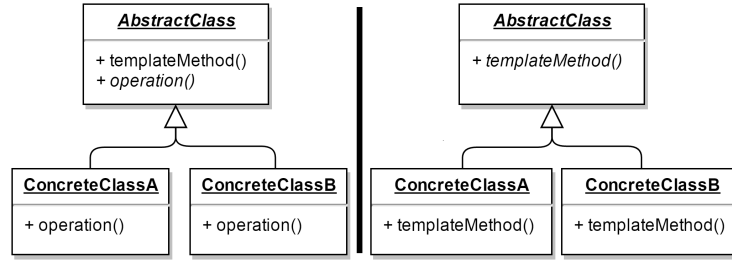 AbstractClass
+ templateMethod()
+ operation()
ConcreteClassA
+ operation()
ConcreteClassB
+ operation()
AbstractClass
+ templateMethod()
ConcreteClassA
+ templateMethod()
ConcreteClassB
+ templateMethod()